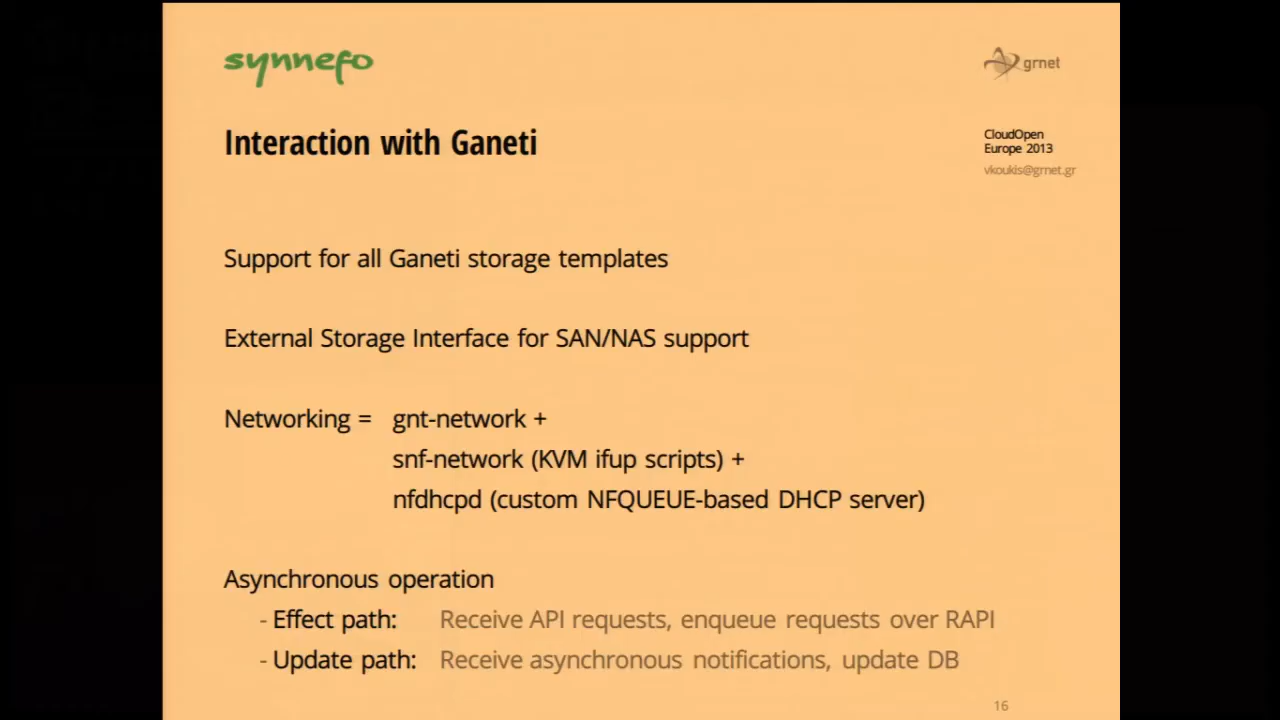 synnefo
grnet
Interaction with Ganeti
CloudOpen
Europe 2013
vkoukis@grnet.gr
Support for all Ganeti storage templates
External Storage Interface for SAN/NAS support
Networking = gnt-network +
snf-network (KVM ifup scripts) +
nfdhcpd (custom NFQUEUE-based DHCP server)
Asynchronous operation
- Effect path: Receive API requests, enqueue requests over RAPI
- Update path: Receive asynchronous notifications, update DB
16